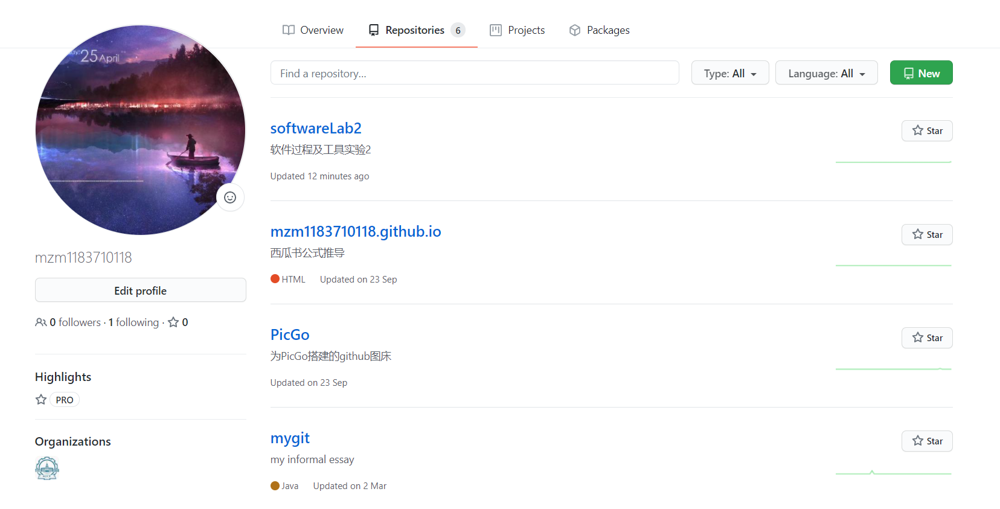 Overview Repositories 6 Projects Packages
25 April
Find a repository... Type: All Language: All New
softwareLab2 Star
软件过程及工具实验2
Updated 12 minutes ago
mzm1183710118.github.io Star
西瓜书公式推导
HTML Updated on 23 Sep
mzm1183710118
Edit profile
0 followers · 1 following · 0
PicGo Star
为PicGo搭建的github图床
Updated on 23 Sep
Highlights
PRO
Organizations
mygit Star
my informal essay
Java Updated on 2 Mar